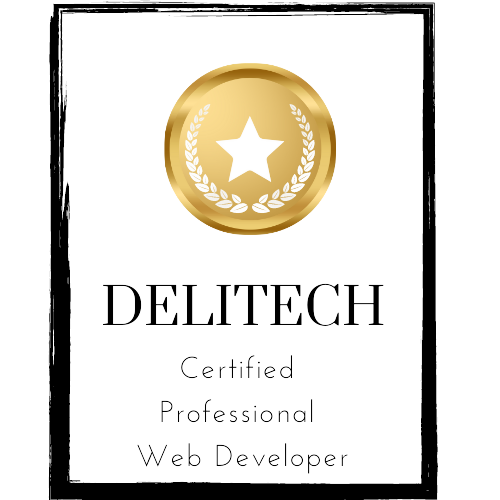 DELITECH
Certified
Professional
Web Developer